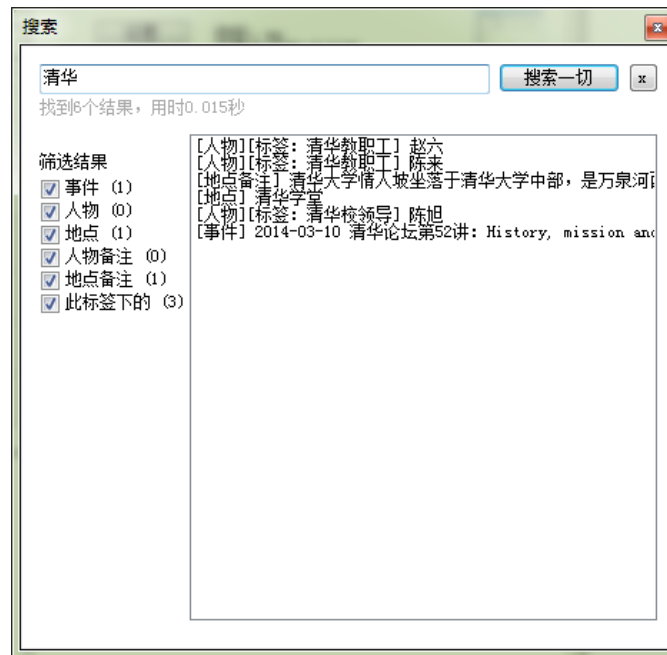 搜索
x
清华
搜索一切
x
找到6个结果，用时0.015秒
筛选结果
事件 (1)
人物 (0)
地点 (1)
人物备注 (0)
地点备注 (1)
此标签下的 (3)
[人物][标签: 清华教职工] 赵六
[人物][标签: 清华教职工] 陈来
[地点备注] 清华大学情人坡坐落于清华大学中部，是万泉河
[地点] 清华学堂
[人物][标签: 清华校领导] 陈旭
[事件] 2014-03-10 清华论坛第52讲: History, mission and